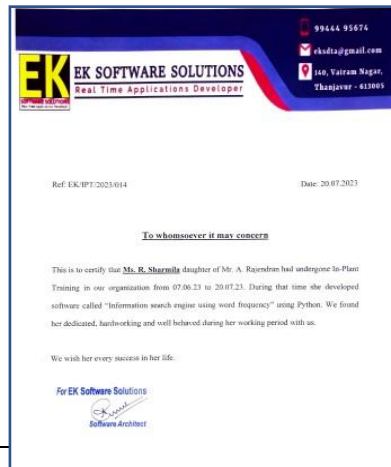 99444 95674
eksdta@gmail.com
140, Vairam Nagar,
Thanjavur - 613005
EK
SOFTWARE SOLUTIONS
EK SOFTWARE SOLUTIONS
Real Time Applications Developer
Ref: EK/IPT/2023/014
Date: 20.07.2023
To whomsoever it may concern
This is to certify that Ms. R. Sharmila daughter of Mr. A. Rajendran had undergone In-Plant
Training in our organization from 07.06.23 to 20.07.23. During that time she developed
software called “Information search engine using word frequency” using Python. We found
her dedicated, hardworking and well behaved during her working period with us.
We wish her every success in her life.
For EK Software Solutions
Software Architect